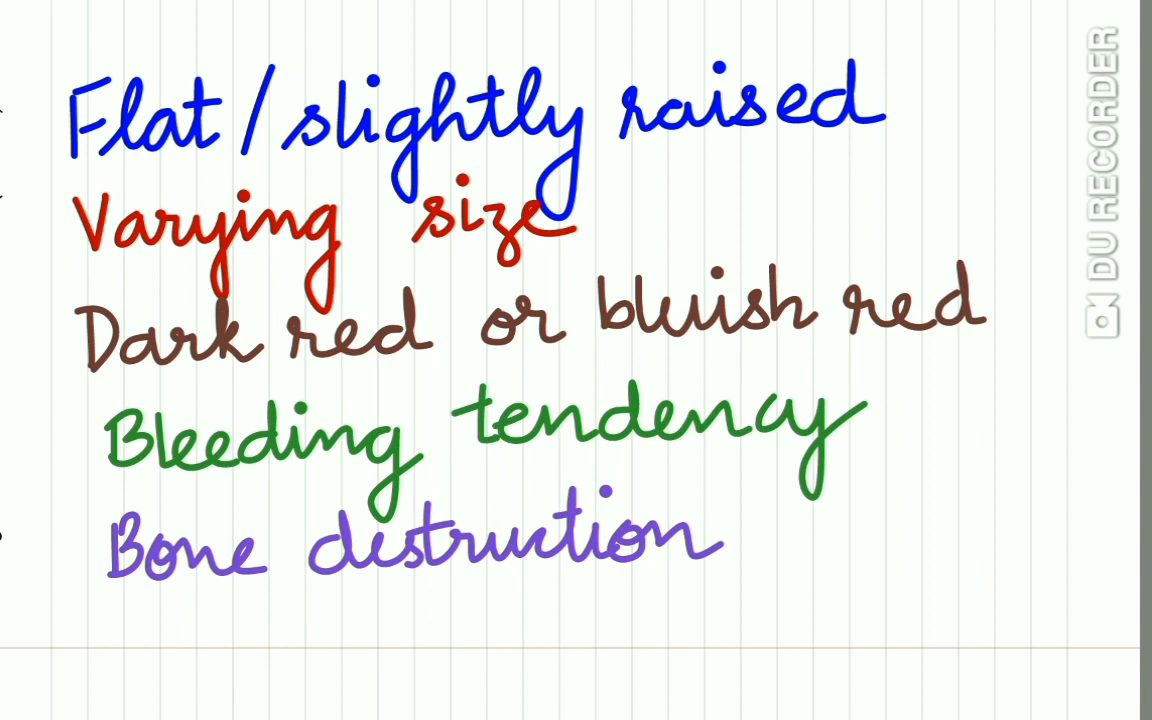 Flat/slightly raised
Varying size
Dark red or bluish red
Bleeding tendency
Bone destruction
DU RECORDER